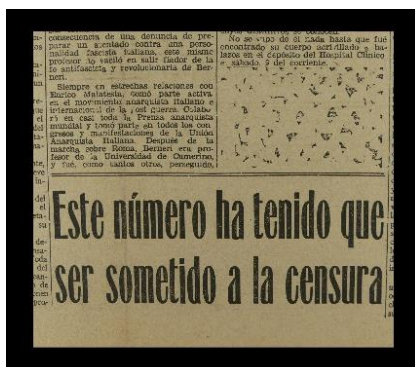 consecuencia de una denuncia de pre-
parar un atentado contra una perso-
nalidad fascista italiana, este mismo
profesor no vaciló en salir fiador de la
fe antifascista y revolucionaria de Ber-
neri.
Siempre en estrechas relaciones con
Enrico Malatesta, tomó parte activa
en el movimiento anarquista italiano e
internacional de la post guerra. Colabo-
ró en casi toda la Prensa anarquista
mundial y tomó parte en todos los con-
gresos y manifestaciones de la Unión
Anarquista Italiana. Después de la
marcha sobre Roma, Berneri era pro-
fesor de la Universidad de Camerino,
y fué, como tantos otros, perseguido,
No se supo de él nada hasta que fué
encontrado su cuerpo acribillado a ba-
lazos en el depósito del Hospital Clínico
el sábado, 8 del corriente.
Este número ha tenido que
ser sometido a la censura